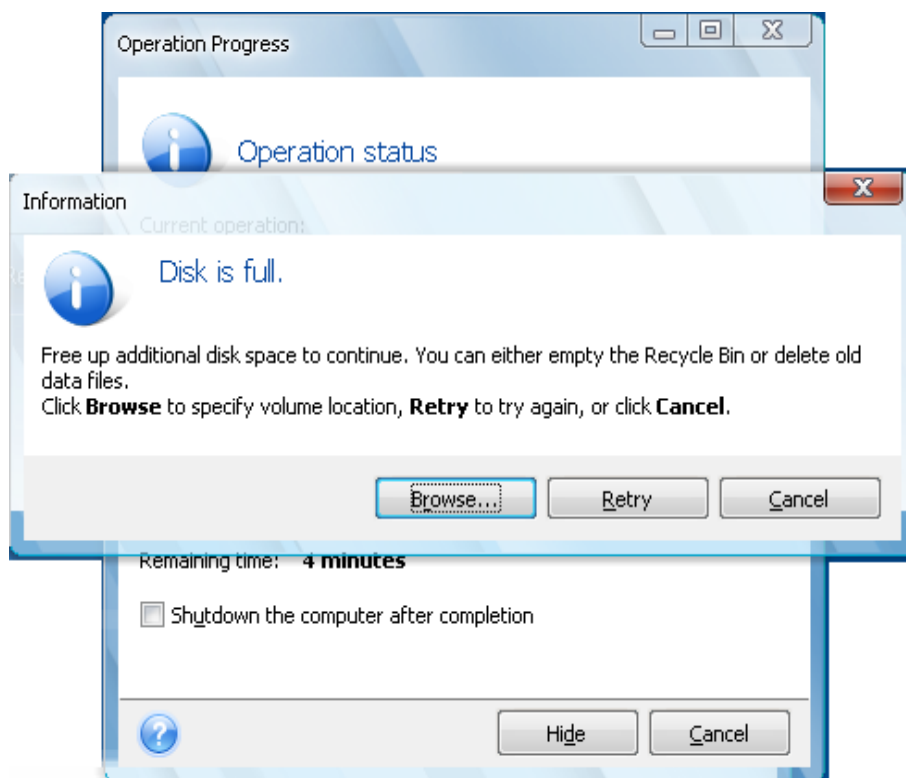 Operation Progress
Operation status
Information
Current operation:
Disk is full.
Free up additional disk space to continue. You can either empty the Recycle Bin or delete old
data files.
Click Browse to specify volume location, Retry to try again, or click Cancel.
Browse... Retry Cancel
Remaining time: 4 minutes
Shutdown the computer after completion
? Hide Cancel